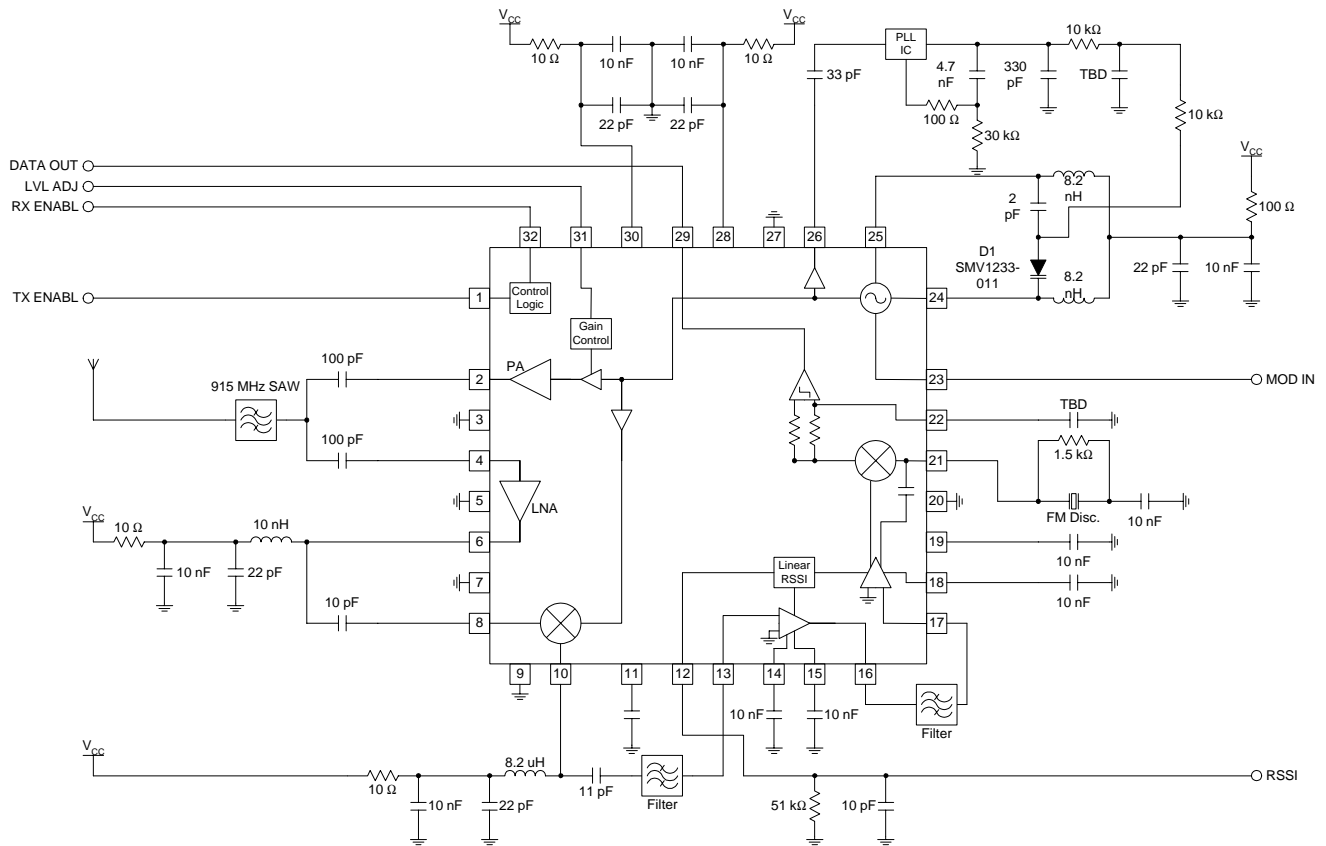 V_CC
V_CC
10 Ω
10 nF
10 nF
10 Ω
22 pF
22 pF
33 pF
PLL
IC
4.7
nF
330
pF
10 kΩ
TBD
100 Ω
30 kΩ
10 kΩ
V_CC
100 Ω
DATA OUT
LVL ADJ
RX ENABL
TX ENABL
8.2
nH
2
pF
D1
SMV1233-
011
8.2
nH
22 pF
10 nF
32
31
30
29
28
27
26
25
1
Control
Logic
Gain
Control
24
PA
100 pF
2
23
MOD IN
915 MHz SAW
3
22
TBD
100 pF
4
21
1.5 kΩ
LNA
5
20
FM Disc.
10 nF
V_CC
10 Ω
10 nH
6
19
10 nF
10 nF
22 pF
7
Linear
RSSI
18
10 nF
10 pF
8
17
9
10
11
12
13
14
15
16
10 nF
10 nF
Filter
V_CC
10 Ω
8.2 uH
11 pF
Filter
RSSI
10 nF
22 pF
51 kΩ
10 pF